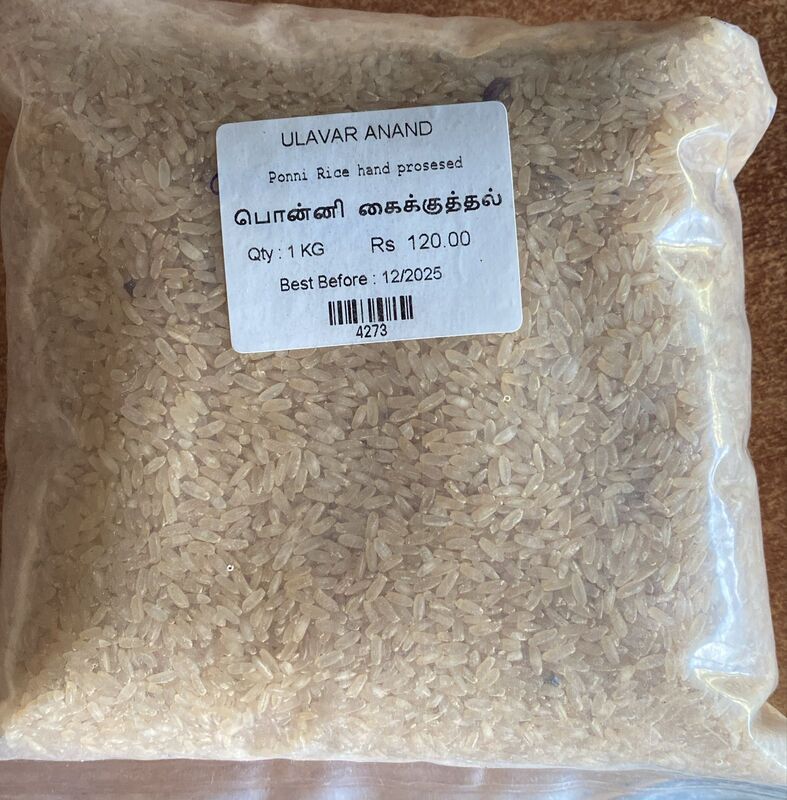 ULAVAR ANAND
Ponni Rice hand prosesed
பொன்னி கைக்குத்தல்
Qty : 1 KG Rs 120.00
Best Before : 12/2025
4273